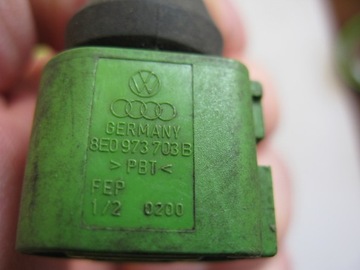 GERMANY
8E0 973 703 B
> PBT <
FEP
1/2 0200